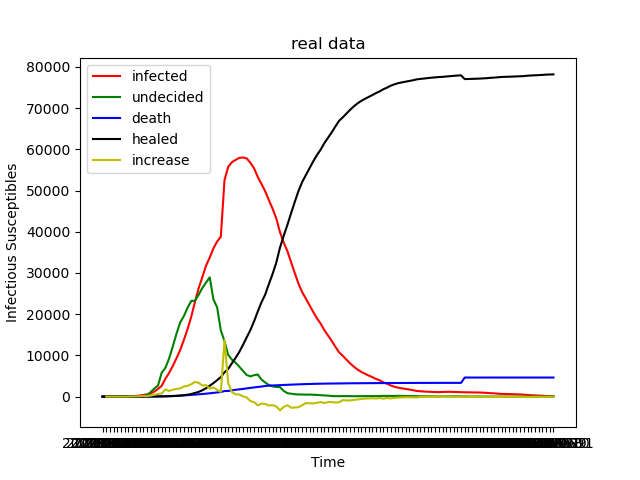 real data
infected
undecided
death
healed
increase
80000
70000
60000
50000
40000
30000
20000
10000
0
Infectious Susceptibles
Time